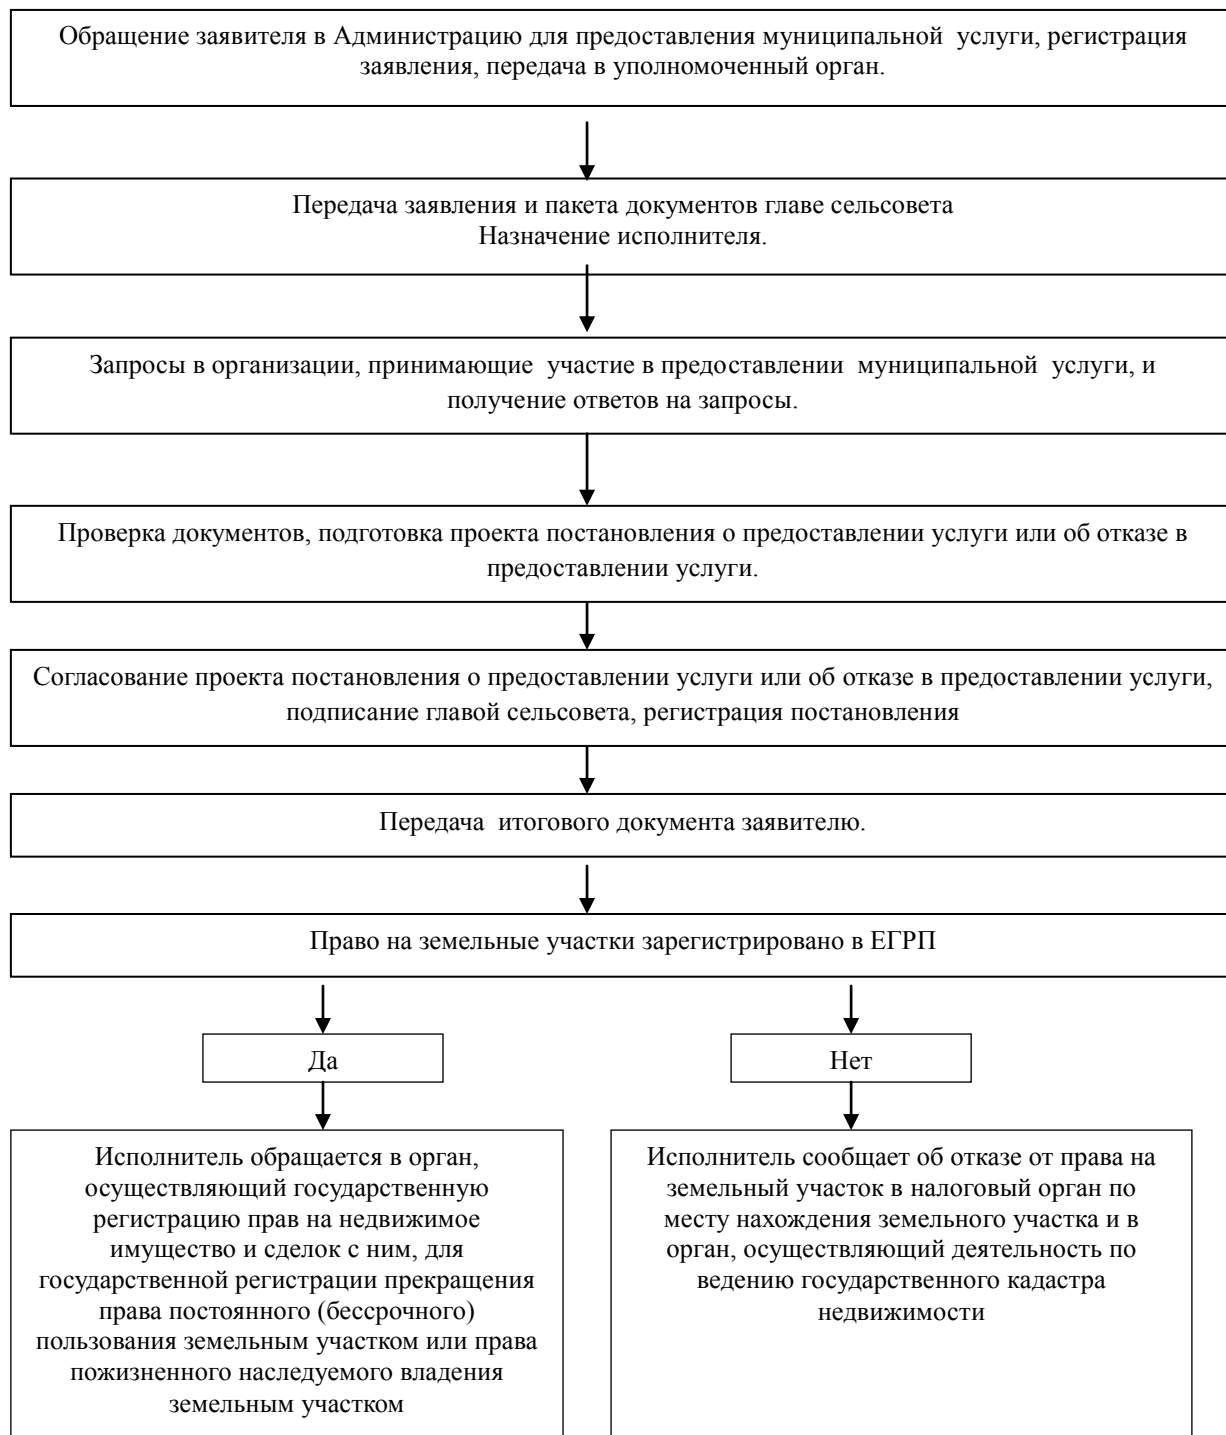 Обращение заявителя в Администрацию для предоставления муниципальной услуги, регистрация
заявления, передача в уполномоченный орган.
Передача заявления и пакета документов главе сельсовета
Назначение исполнителя.
Запросы в организации, принимающие участие в предоставлении муниципальной услуги, и
получение ответов на запросы.
Проверка документов, подготовка проекта постановления о предоставлении услуги или об отказе в
предоставлении услуги.
Согласование проекта постановления о предоставлении услуги или об отказе в предоставлении услуги,
подписание главой сельсовета, регистрация постановления
Передача итогового документа заявителю.
Право на земельные участки зарегистрировано в ЕГРП
Да
Нет
Исполнитель обращается в орган,
осуществляющий государственную
регистрацию прав на недвижимое
имущество и сделок с ним, для
государственной регистрации прекращения
права постоянного (бессрочного)
пользования земельным участком или права
пожизненного наследуемого владения
земельным участком
Исполнитель сообщает об отказе от права на
земельный участок в налоговый орган по
месту нахождения земельного участка и в
орган, осуществляющий деятельность по
ведению государственного кадастра
недвижимости